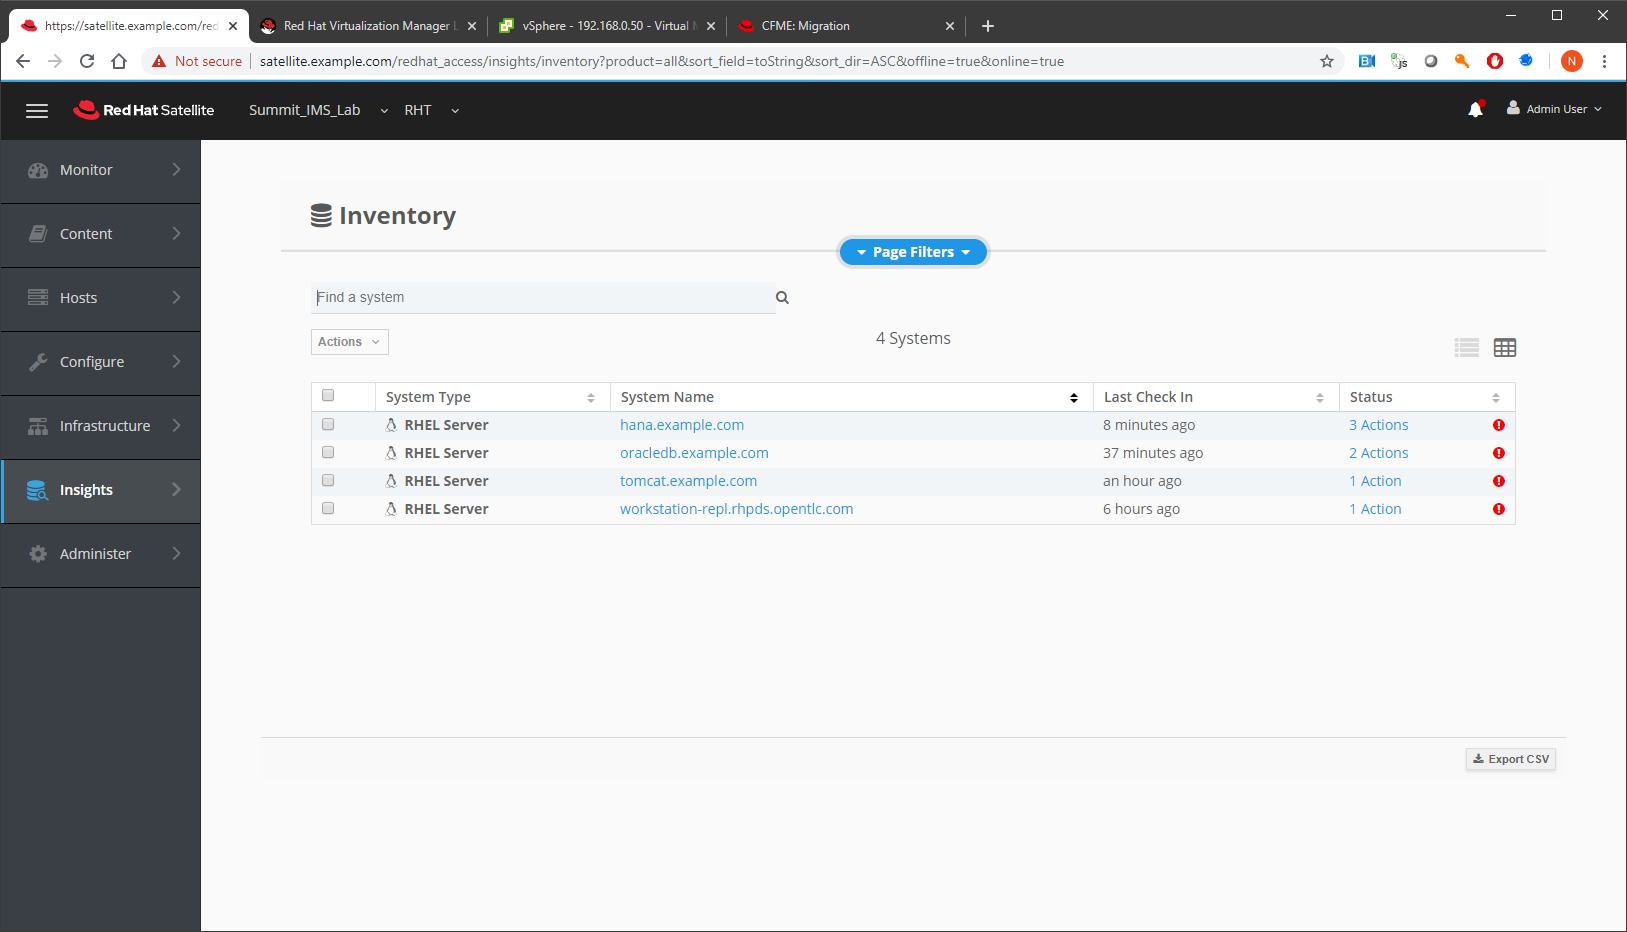 https://satellite.example.com/red
Red Hat Virtualization Manager
vSphere - 192.168.0.50 - Virtual
CFME: Migration
Not secure
satellite.example.com/redhat_access/insights/inventory?product=all&sort_field=toString&sort_dir=ASC&offline=true&online=true
N
Red Hat Satellite
Summit_IMS_Lab
RHT
Admin User
Monitor
Content
Hosts
Configure
Infrastructure
Insights
Administer
Inventory
Page Filters
Find a system
Actions
4 Systems
System Type System Name Last Check In Status
RHEL Server hana.example.com 8 minutes ago 3 Actions
RHEL Server oracledb.example.com 37 minutes ago 2 Actions
RHEL Server tomcat.example.com an hour ago 1 Action
RHEL Server workstation-repl.rhpds.opentlc.com 6 hours ago 1 Action
Export CSV